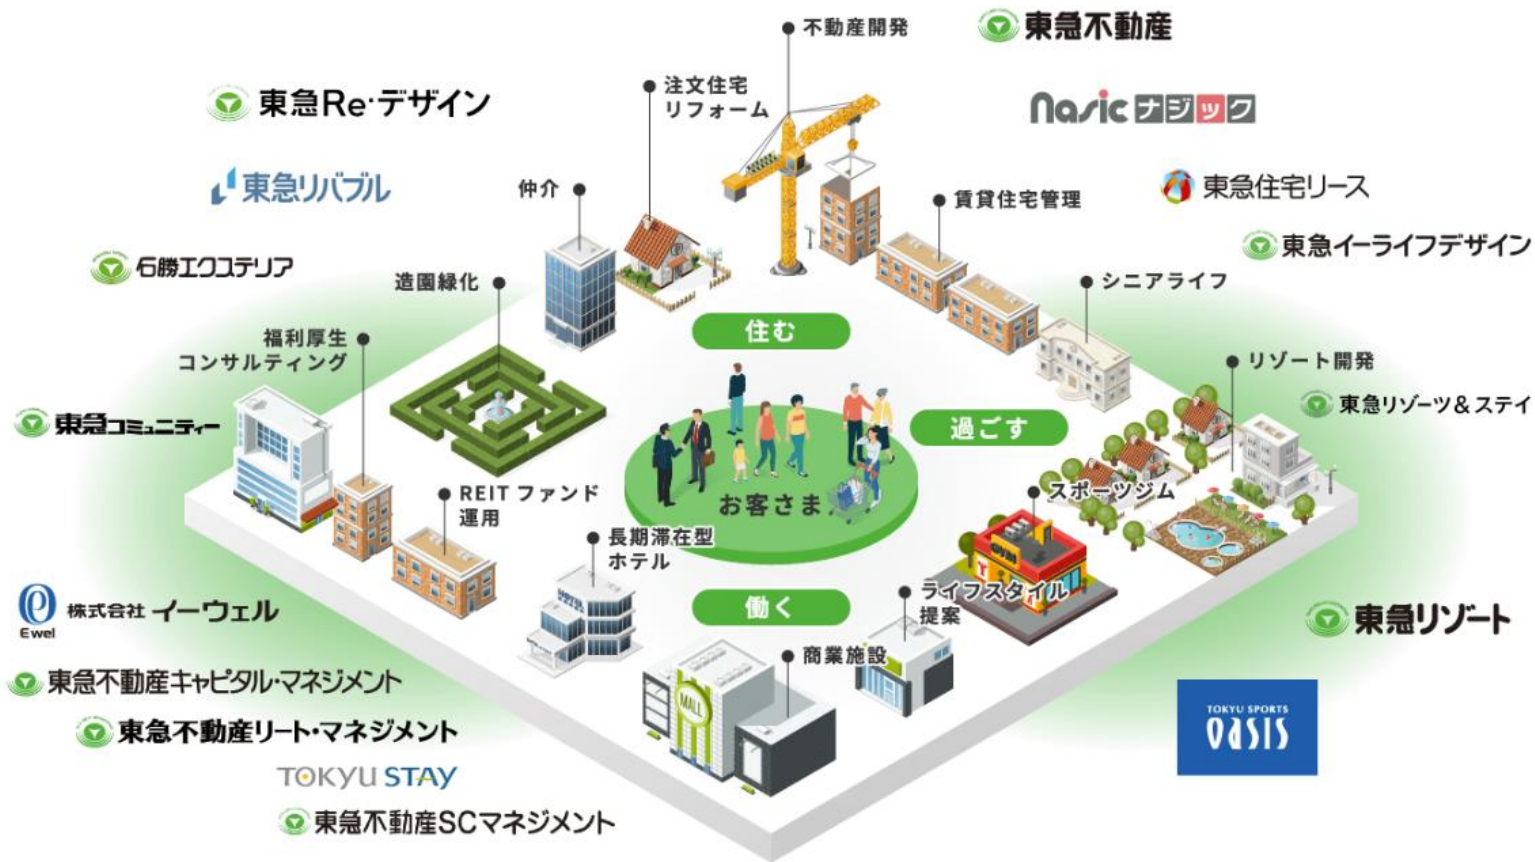 不動産開発
東急不動産
東急Re・デザイン
注文住宅
リフォーム
nasic ナジック
東急リバブル
仲介
賃貸住宅管理
東急住宅リース
石勝エクステリア
造園緑化
シニアライフ
東急イーライフデザイン
福利厚生
コンサルティング
住む
リゾート開発
東急コミュニティー
過ごす
東急リゾーツ&ステイ
REIT ファンド
運用
お客さま
スポーツジム
長期滞在型
ホテル
HOTEL
GYM
Ewel
株式会社 イーウェル
働く
ライフスタイル
提案
東急リゾート
商業施設
MALL
東急不動産キャピタル・マネジメント
東急不動産リート・マネジメント
TOKYU SPORTS
OASIS
TOKYU STAY
東急不動産SCマネジメント